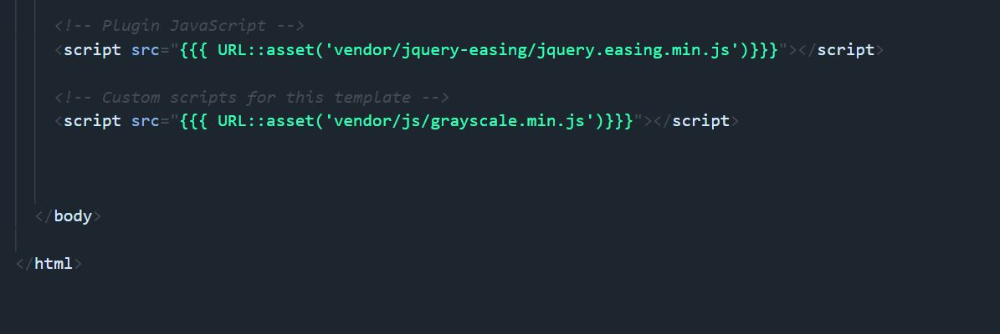 <!-- Plugin JavaScript -->
<script src="{{{ URL::asset('vendor/jquery-easing/jquery.easing.min.js')}}}"></script>
<!-- Custom scripts for this template -->
<script src="{{{ URL::asset('vendor/js/grayscale.min.js')}}}"></script>
</body>
</html>